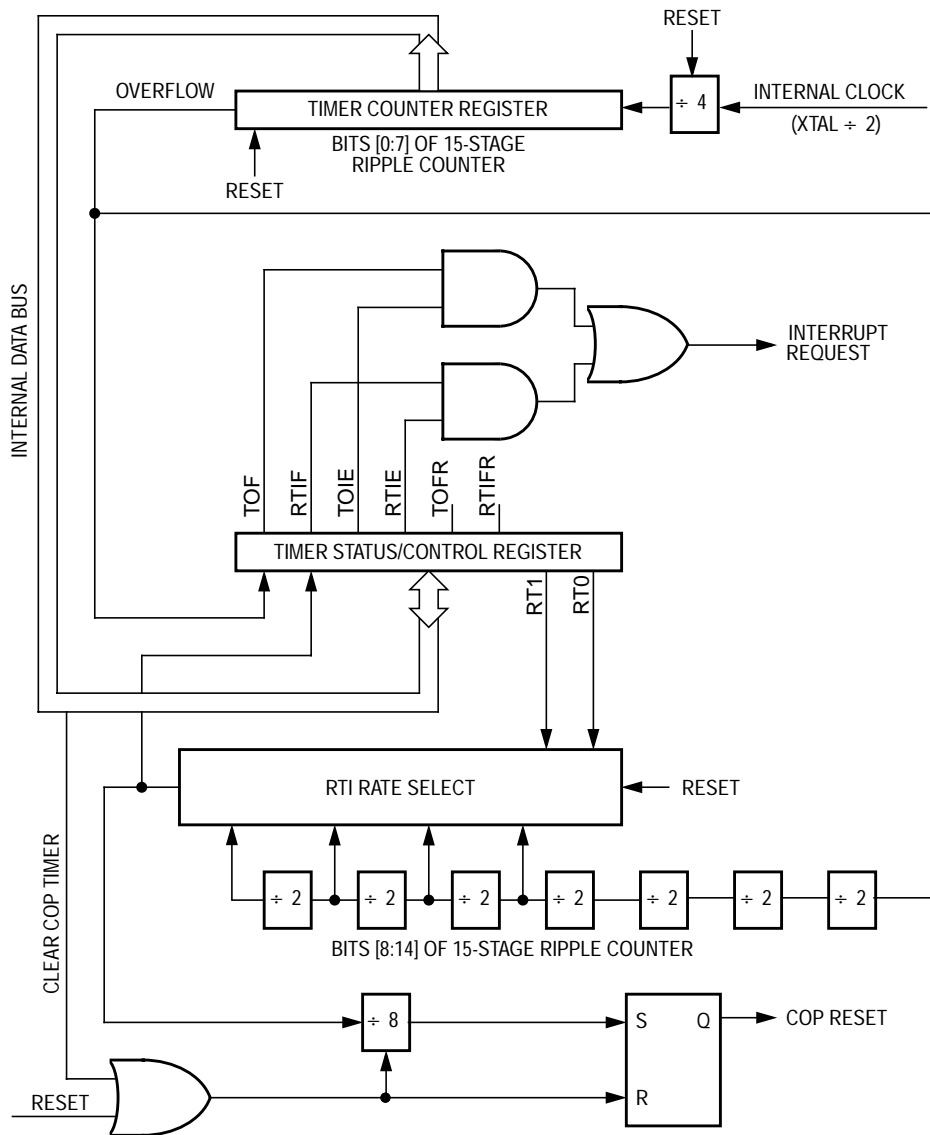 RESET
OVERFLOW
TIMER COUNTER REGISTER
÷ 4
INTERNAL CLOCK
(XTAL ÷ 2)
BITS [0:7] OF 15-STAGE
RIPPLE COUNTER
RESET
INTERNAL DATA BUS
INTERRUPT
REQUEST
TOF
RTIF
TOIE
RTIE
TOFR
RTIFR
TIMER STATUS/CONTROL REGISTER
RT1
RT0
RTI RATE SELECT
RESET
CLEAR COP TIMER
÷ 2
÷ 2
÷ 2
÷ 2
÷ 2
÷ 2
÷ 2
BITS [8:14] OF 15-STAGE RIPPLE COUNTER
÷ 8
S
Q
COP RESET
RESET
R